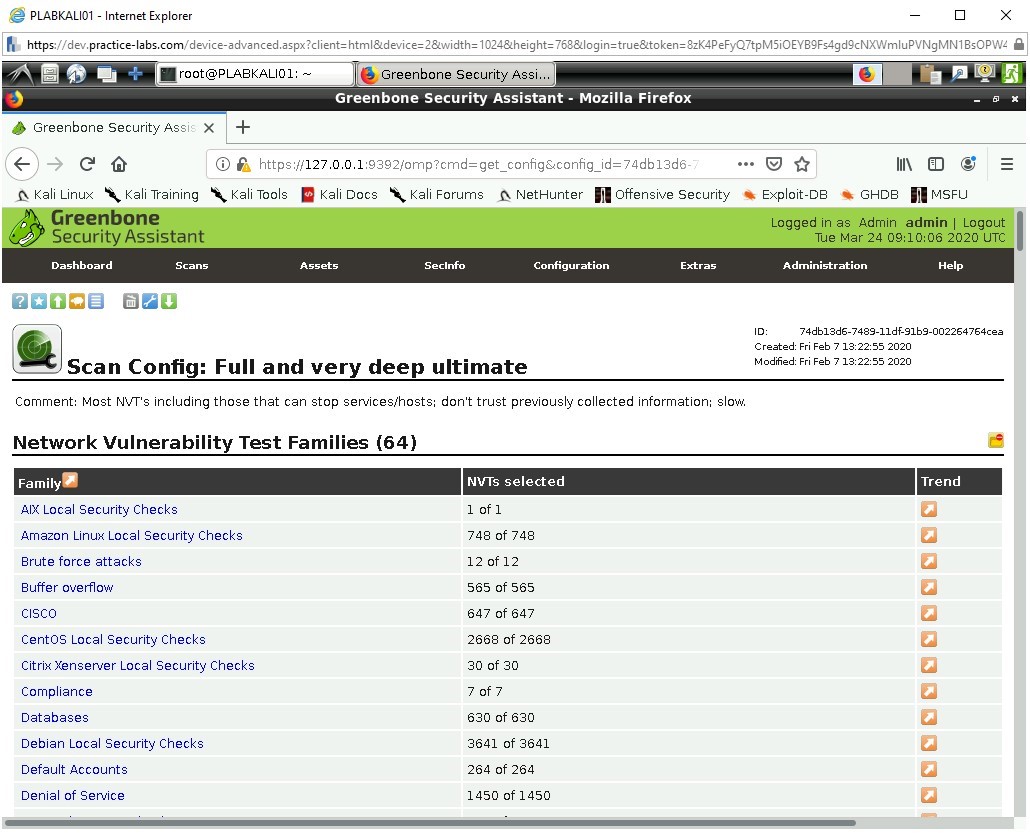 PLABKALI01 - Internet Explorer
https://dev.practice-labs.com/device-advanced.aspx?client=html&device=2&width=1024&height=768&login=true&token=8zK4PeFyQ7tpM5iOEYB9Fs4gd9cNXWmIuPVNgMN1BsOPW4
root@PLABKALI01: ~ Greenbone Security Assi...
Greenbone Security Assistant - Mozilla Firefox
Greenbone Security Assis
https://127.0.0.1:9392/omp?cmd=get_config&config_id=74db13d6-7
Kali Linux Kali Training Kali Tools Kali Docs Kali Forums NetHunter Offensive Security Exploit-DB GHDB MSFU
Greenbone
Security Assistant
Logged in as Admin admin | Logout
Tue Mar 24 09:10:06 2020 UTC
Dashboard Scans Assets SecInfo Configuration Extras Administration Help
ID: 74db13d6-7489-11df-91b9-002264764cea
Created: Fri Feb 7 13:22:55 2020
Modified: Fri Feb 7 13:22:55 2020
Scan Config: Full and very deep ultimate
Comment: Most NVT's including those that can stop services/hosts; don't trust previously collected information; slow.
Network Vulnerability Test Families (64)
Family NVTs selected Trend
AIX Local Security Checks 1 of 1
Amazon Linux Local Security Checks 748 of 748
Brute force attacks 12 of 12
Buffer overflow 565 of 565
CISCO 647 of 647
CentOS Local Security Checks 2668 of 2668
Citrix Xenserver Local Security Checks 30 of 30
Compliance 7 of 7
Databases 630 of 630
Debian Local Security Checks 3641 of 3641
Default Accounts 264 of 264
Denial of Service 1450 of 1450